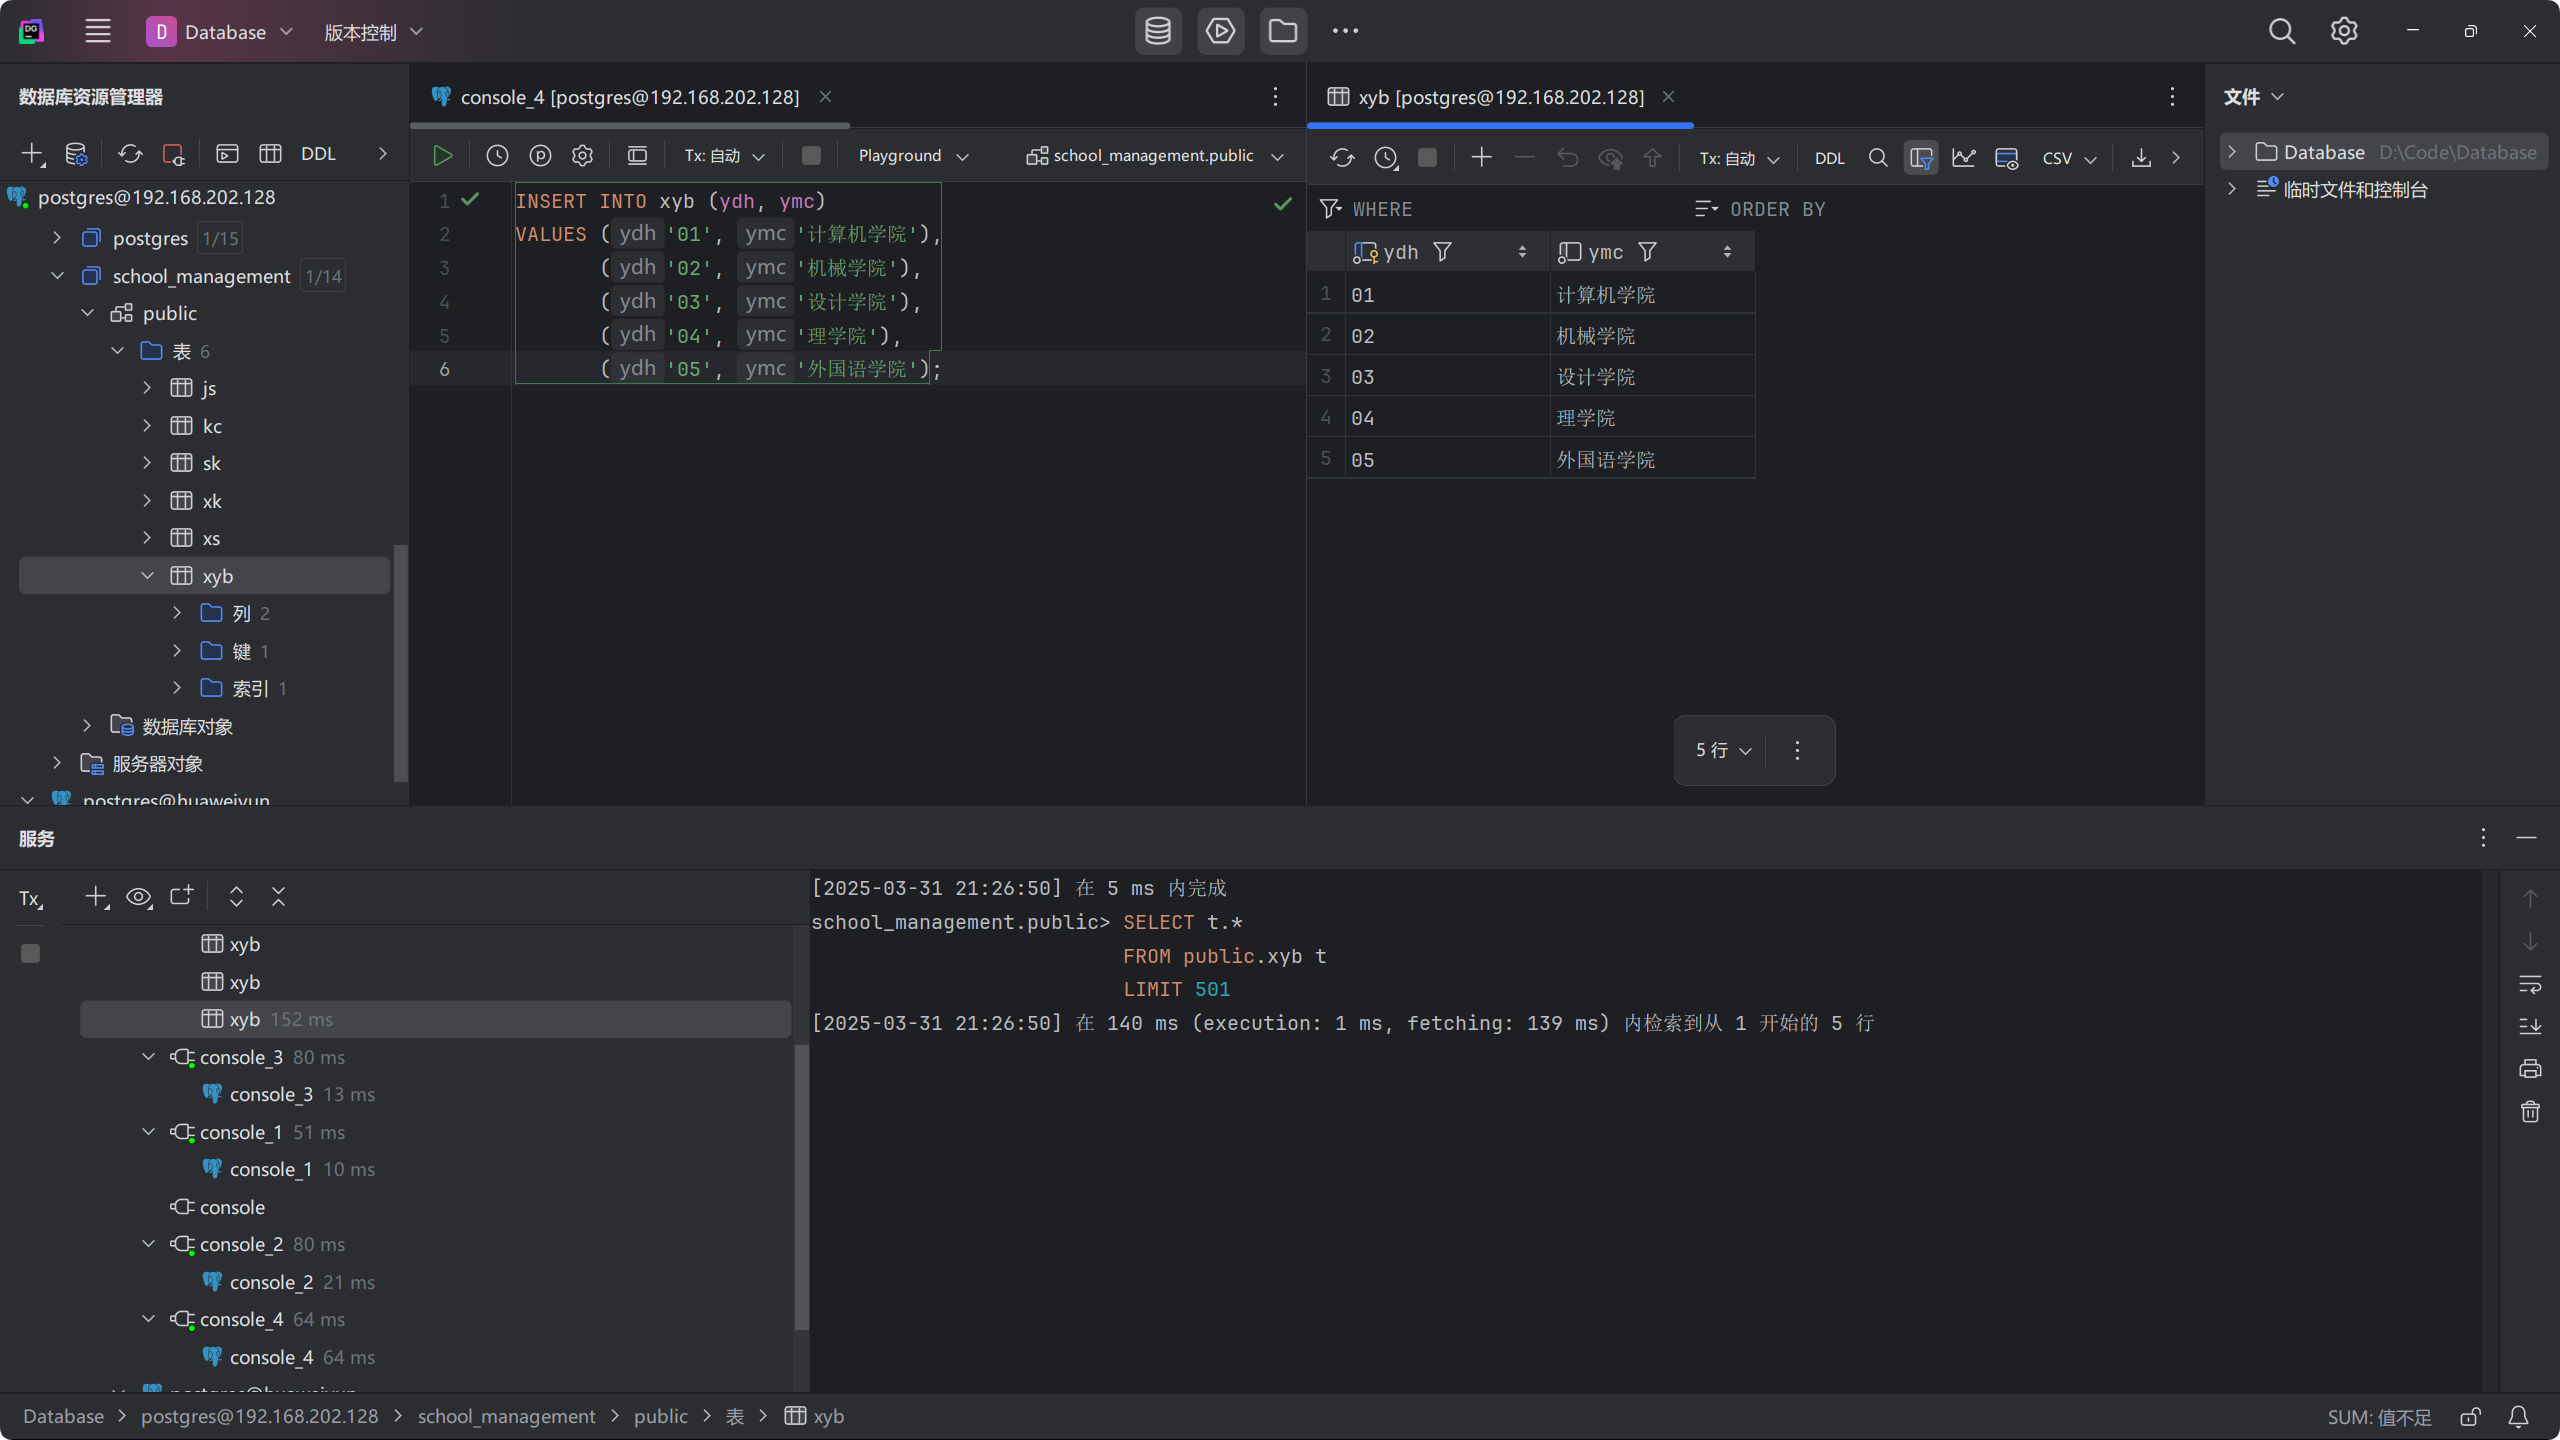 D Database 版本控制
数据库资源管理器
DDL
postgres@192.168.202.128
postgres 1/15
school_management 1/14
public
表 6
js
kc
sk
xk
xs
xyb
列 2
键 1
索引 1
数据库对象
服务器对象
postgres@huaweiyun
console_4 [postgres@192.168.202.128]
Tx: 自动 Playground school_management.public
1 INSERT INTO xyb (ydh, ymc)
2 VALUES (ydh '01', ymc '计算机学院'),
3 (ydh '02', ymc '机械学院'),
4 (ydh '03', ymc '设计学院'),
5 (ydh '04', ymc '理学院'),
6 (ydh '05', ymc '外国语学院');
xyb [postgres@192.168.202.128]
Tx: 自动 DDL CSV
WHERE ORDER BY
ydh ymc
1 01 计算机学院
2 02 机械学院
3 03 设计学院
4 04 理学院
5 05 外国语学院
5 行
文件
Database D:\Code\Database
临时文件和控制台
服务
Tx
xyb
xyb
xyb 152 ms
console_3 80 ms
console_3 13 ms
console_1 51 ms
console_1 10 ms
console
console_2 80 ms
console_2 21 ms
console_4 64 ms
console_4 64 ms
postgres@huaweiyun
[2025-03-31 21:26:50] 在 5 ms 内完成
school_management.public> SELECT t.*
FROM public.xyb t
LIMIT 501
[2025-03-31 21:26:50] 在 140 ms (execution: 1 ms, fetching: 139 ms) 内检索到从 1 开始的 5 行
Database postgres@192.168.202.128 school_management public 表 xyb
SUM: 值不足